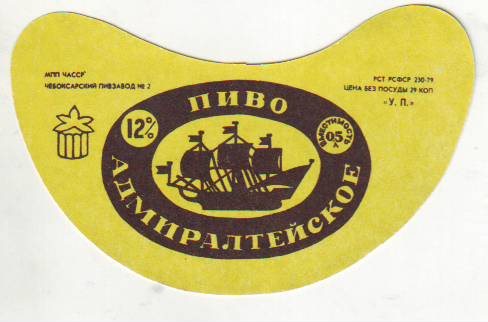 МПП ЧАССР
ЧЕБОКСАРСКИЙ ПИВЗАВОД № 2
РСТ РСФСР 230-79
ЦЕНА БЕЗ ПОСУДЫ 29 КОП
«У. П.»
ПИВО
12%
ВМЕСТИМОСТЬ
0,5
Л
АДМИРАЛТЕЙСКОЕ